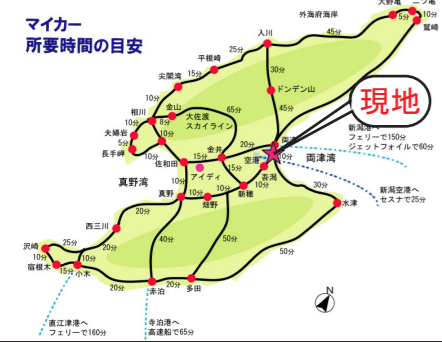 マイカー
所要時間の目安
外海府海岸
大野亀
二ツ亀
5分
10分
鷲崎
入川
45分
25分
平根崎
10分
尖閣湾
30分
ドンデン山
45分
10分
相川
金山
8分
大佐渡
スカイライン
65分
10分
夫婦岩
5分
長手岬
10分
10分
佐和田
15分
金井
20分
アイディ
15分
空港
10分
両津湾
現地
新潟港へ
フェリーで150分
ジェットフォイルで60分
真野湾
10分
真野
10分
畑野
10分
新穂
10分
30分
水津
新潟空港へ
セスナで25分
西三川
20分
20分
40分
50分
50分
沢崎
25分
10分
宿根木
15分
小木
10分
20分
赤泊
20分
多田
直江津港へ
フェリーで160分
寺泊港へ
高速船で65分
N